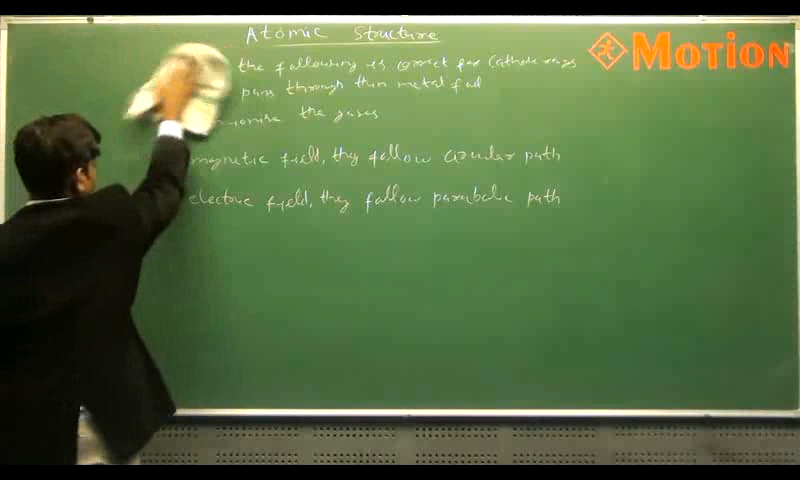 Atomic Structure
MOTION
the following is correct for Cathode rays
pass through thin metal foil
ionise the gases
magnetic field, they follow circular path
electric field, they follow parabolic path